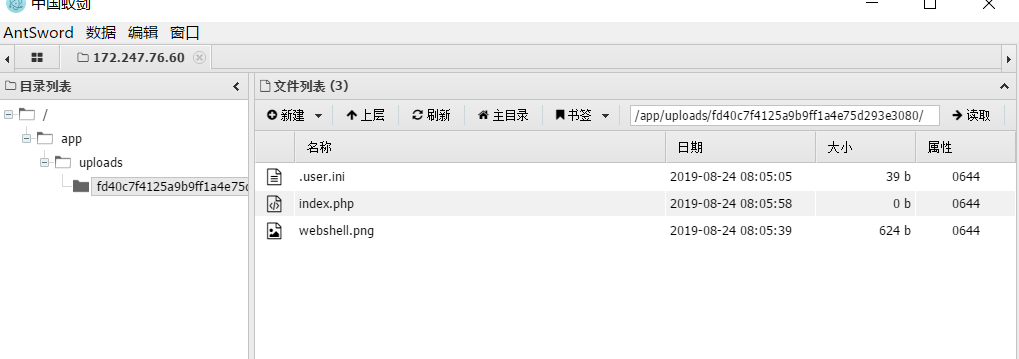 中国蚁剑
AntSword 数据 编辑 窗口
172.247.76.60
目录列表
/
app
uploads
fd40c7f4125a9b9ff1a4e75d
文件列表 (3)
新建 上层 刷新 主目录 书签 /app/uploads/fd40c7f4125a9b9ff1a4e75d293e3080/ 读取
名称 日期 大小 属性
.user.ini 2019-08-24 08:05:05 39 b 0644
index.php 2019-08-24 08:05:58 0 b 0644
webshell.png 2019-08-24 08:05:39 624 b 0644